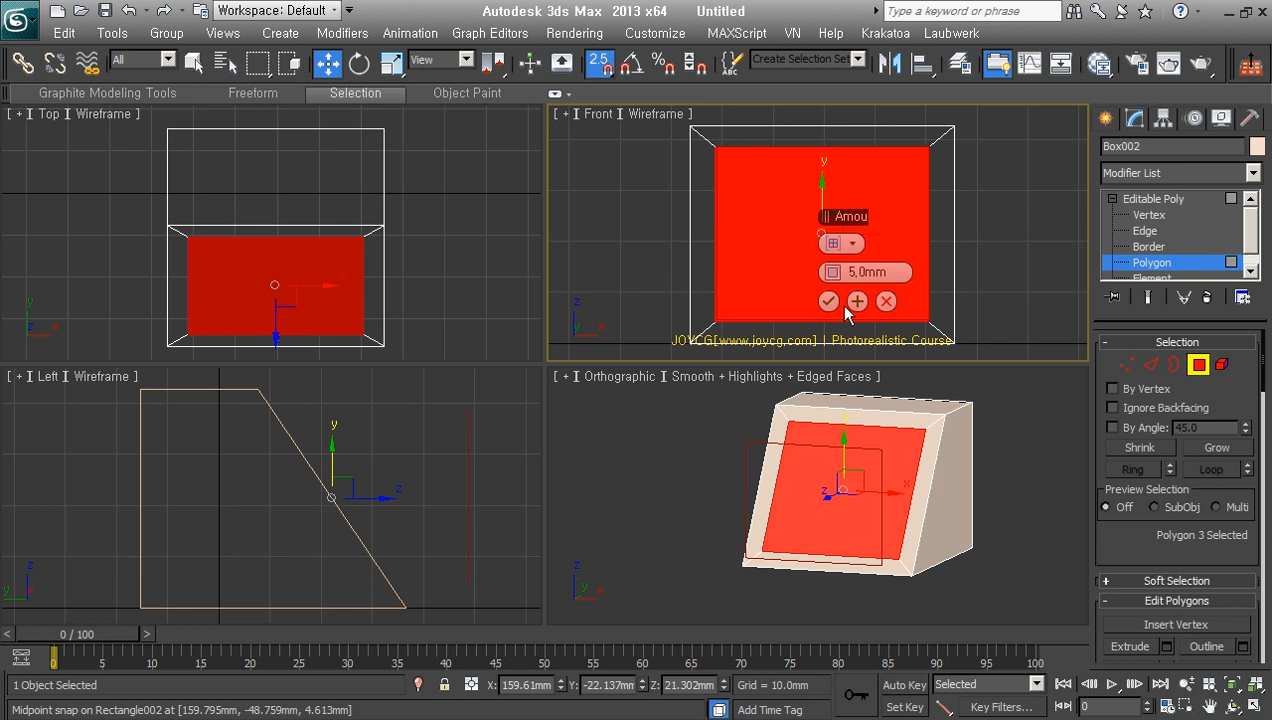 Workspace: Default
Autodesk 3ds Max 2013 x64 Untitled
Type a keyword or phrase
Edit Tools Group Views Create Modifiers Animation Graph Editors Rendering Customize MAXScript VN Help Krakatoa Laubwerk
All
View
2.5
Create Selection Set
Graphite Modeling Tools Freeform Selection Object Paint
[ + ] Top ] Wireframe ]
[ + ] Front ] Wireframe ]
Box002
Modifier List
Editable Poly
Vertex
Edge
Border
Polygon
Element
y
Amou
5,0mm
x
JOYCG[www,joycg,com] | Photorealistic Course
y
x
z
x
[ + ] Left ] Wireframe ]
[ + ] Orthographic ] Smooth + Highlights + Edged Faces ]
y
z
y
x
z
z
y
z
x
Selection
By Vertex
Ignore Backfacing
By Angle: 45.0
Shrink Grow
Ring Loop
Preview Selection
Off SubObj Multi
Polygon 3 Selected
Soft Selection
Edit Polygons
Insert Vertex
Extrude Outline
< 0 / 100 >
0 5 10 15 20 25 30 35 40 45 50 55 60 65 70 75 80 85 90 95 100
1 Object Selected
X: 159.61mm Y: -22.137mm Z: 21.302mm Grid = 10.0mm
Auto Key Selected
Midpoint snap on Rectangle002 at [159.795mm, -48.759mm, 4.613mm]
Add Time Tag
Set Key Key Filters...
0